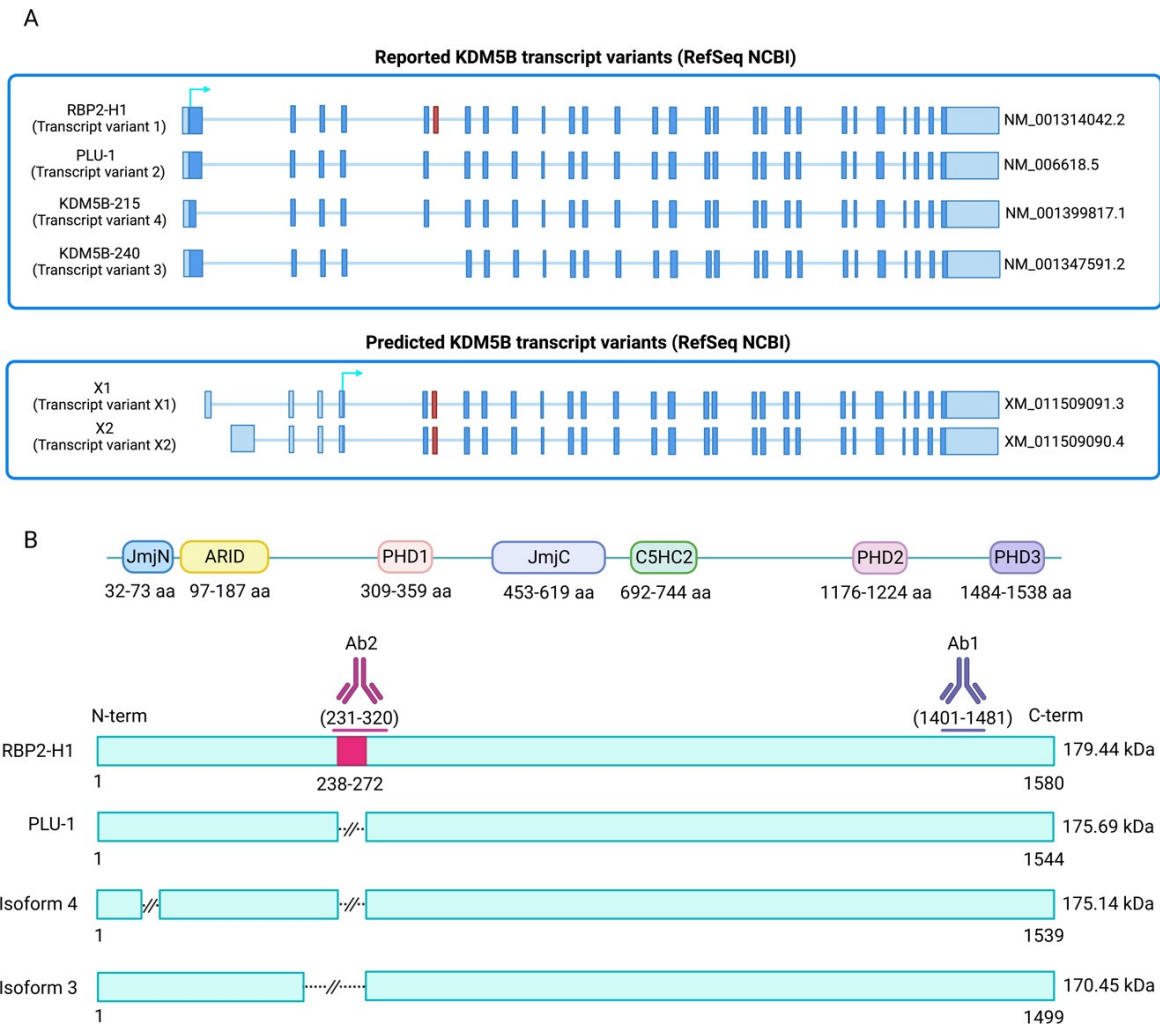 A
Reported KDM5B transcript variants (RefSeq NCBI)
RBP2-H1
(Transcript variant 1)
NM_001314042.2
PLU-1
(Transcript variant 2)
NM_006618.5
KDM5B-215
(Transcript variant 4)
NM_001399817.1
KDM5B-240
(Transcript variant 3)
NM_001347591.2
Predicted KDM5B transcript variants (RefSeq NCBI)
X1
(Transcript variant X1)
XM_011509091.3
X2
(Transcript variant X2)
XM_011509090.4
B
JmjN ARID PHD1 JmjC C5HC2 PHD2 PHD3
32-73 aa 97-187 aa 309-359 aa 453-619 aa 692-744 aa 1176-1224 aa 1484-1538 aa
Ab2 Ab1
N-term (231-320) (1401-1481) C-term
RBP2-H1 179.44 kDa
1 238-272 1580
PLU-1 // 175.69 kDa
1 1544
Isoform 4 // // 175.14 kDa
1 1539
Isoform 3 // 170.45 kDa
1 1499